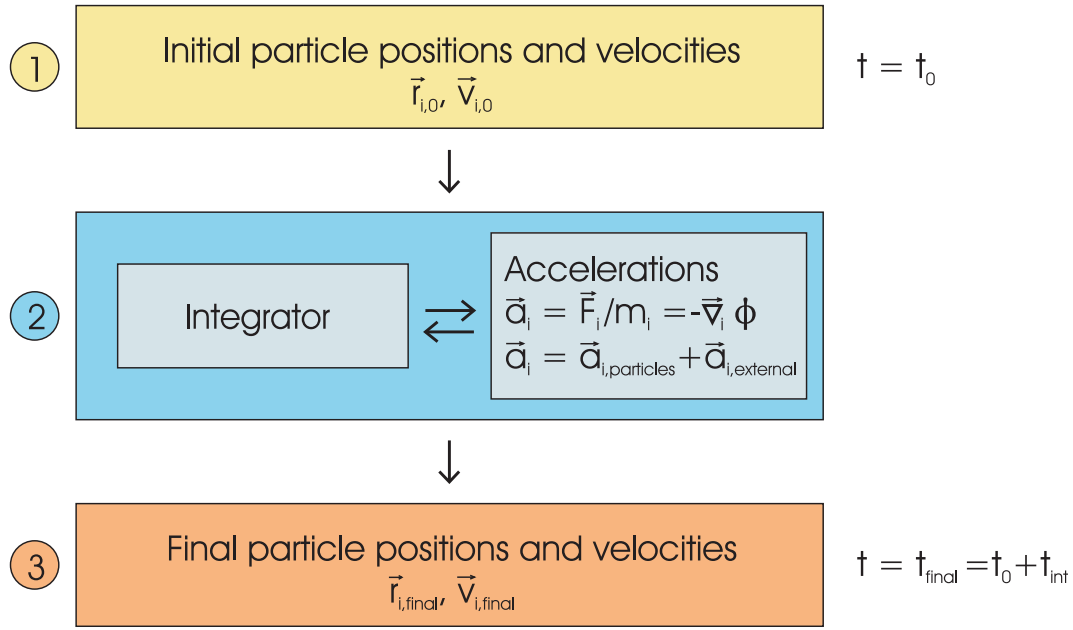 1
Initial particle positions and velocities
r⃗i,0, v⃗i,0
t = t0
2
Integrator
Accelerations
a⃗i = F⃗i/mi =-∇⃗i ϕ
a⃗i = a⃗i,particles+a⃗i,external
3
Final particle positions and velocities
r⃗i,final, v⃗i,final
t = tfinal=t0+tint